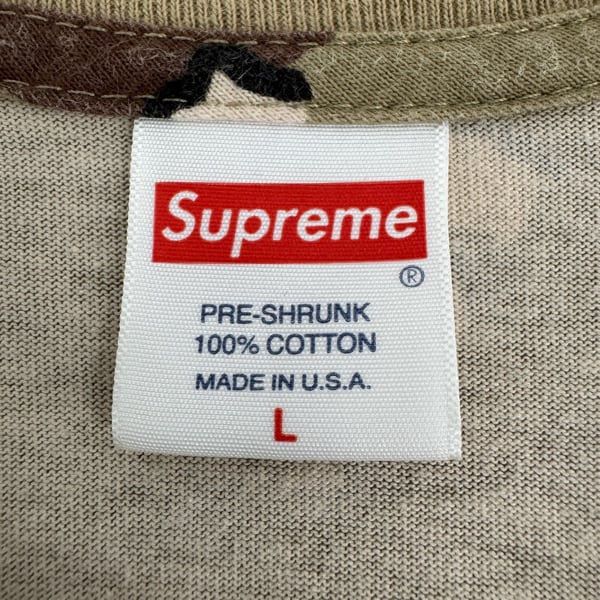 Supreme
®
PRE-SHRUNK
100% COTTON
MADE IN U.S.A.
L